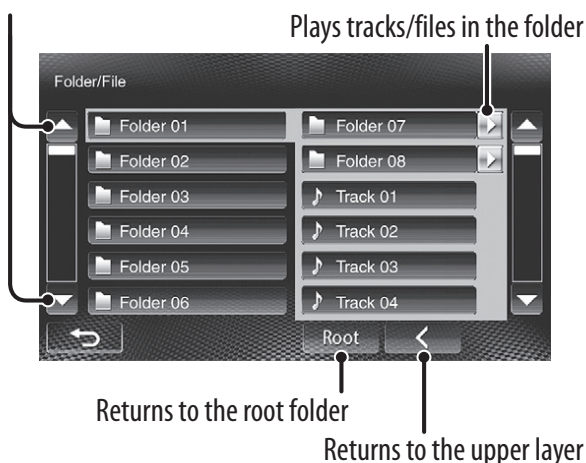 Plays tracks/files in the folder
Folder/File
Folder 01
Folder 07
Folder 02
Folder 08
Folder 03
Track 01
Folder 04
Track 02
Folder 05
Track 03
Folder 06
Track 04
Root
Returns to the root folder
Returns to the upper layer